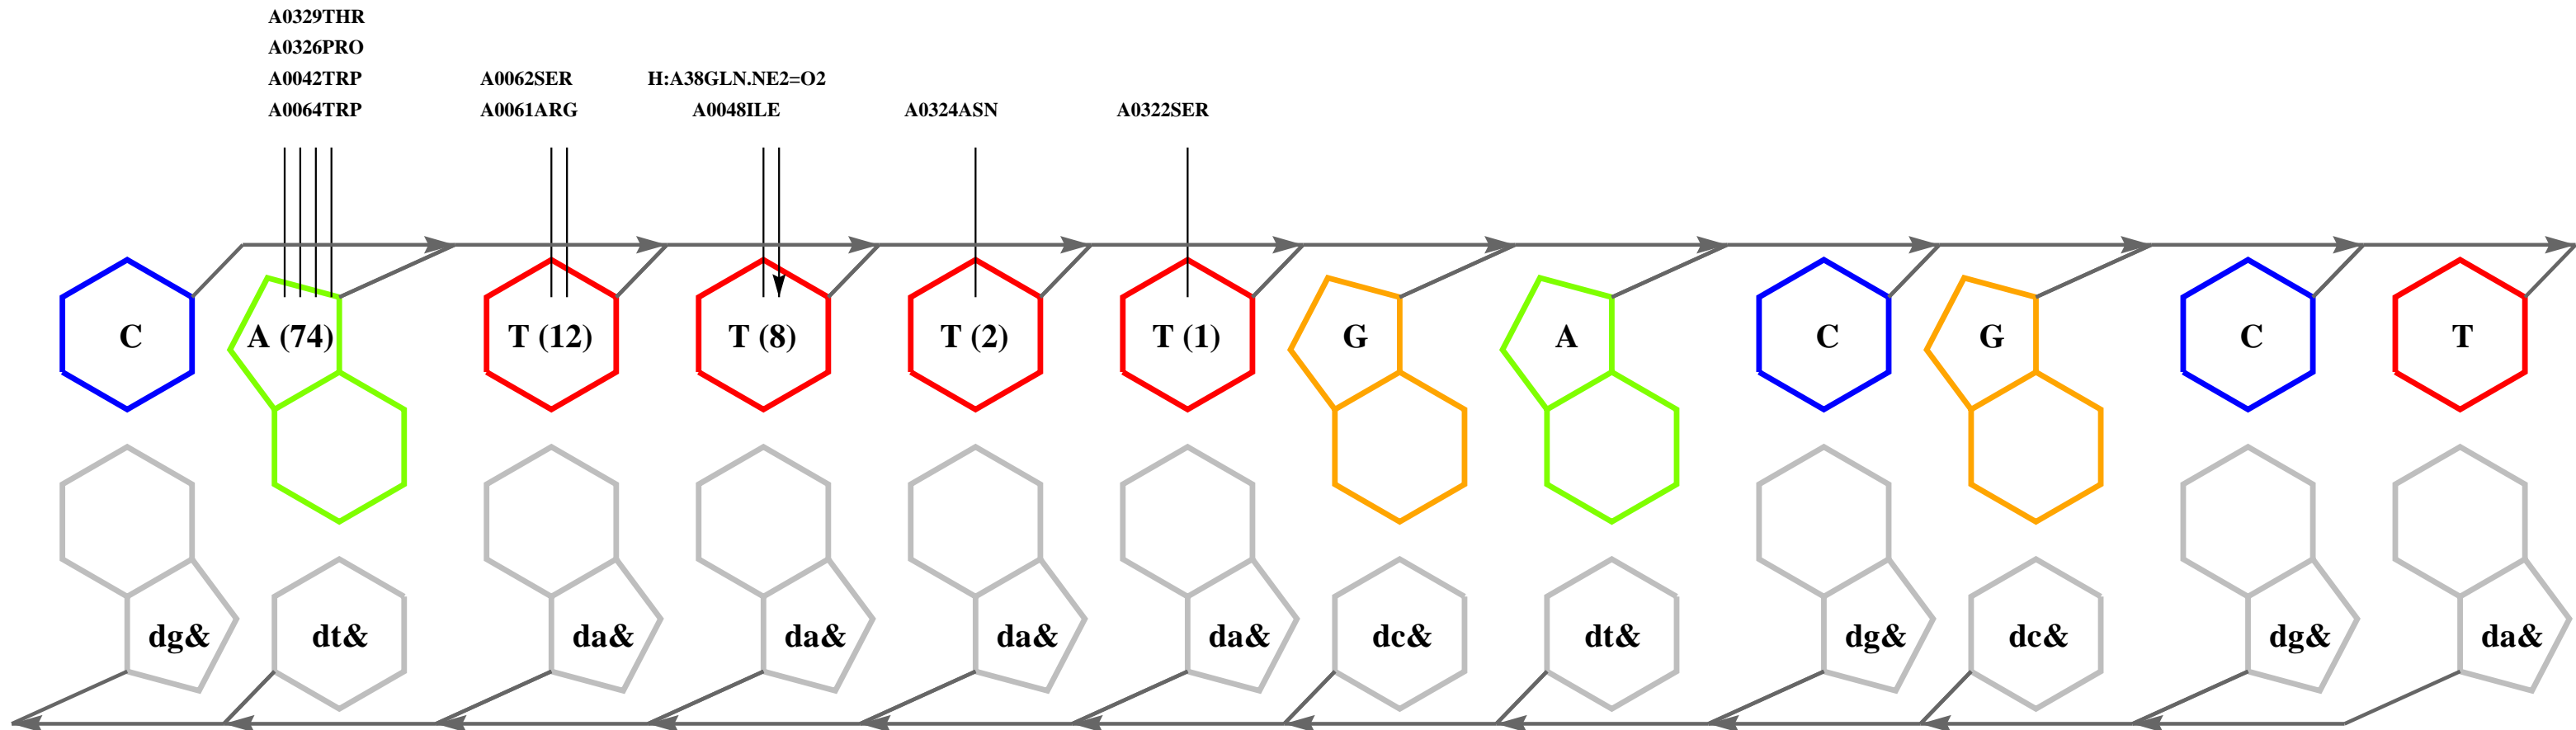 A0329THR
A0326PRO
A0042TRP A0062SER H:A38GLN.NE2=O2
A0064TRP A0061ARG A0048ILE A0324ASN A0322SER
C A (74) T (12) T (8) T (2) T (1) G A C G C T
dg& dt& da& da& da& da& dc& dt& dg& dc& dg& da&